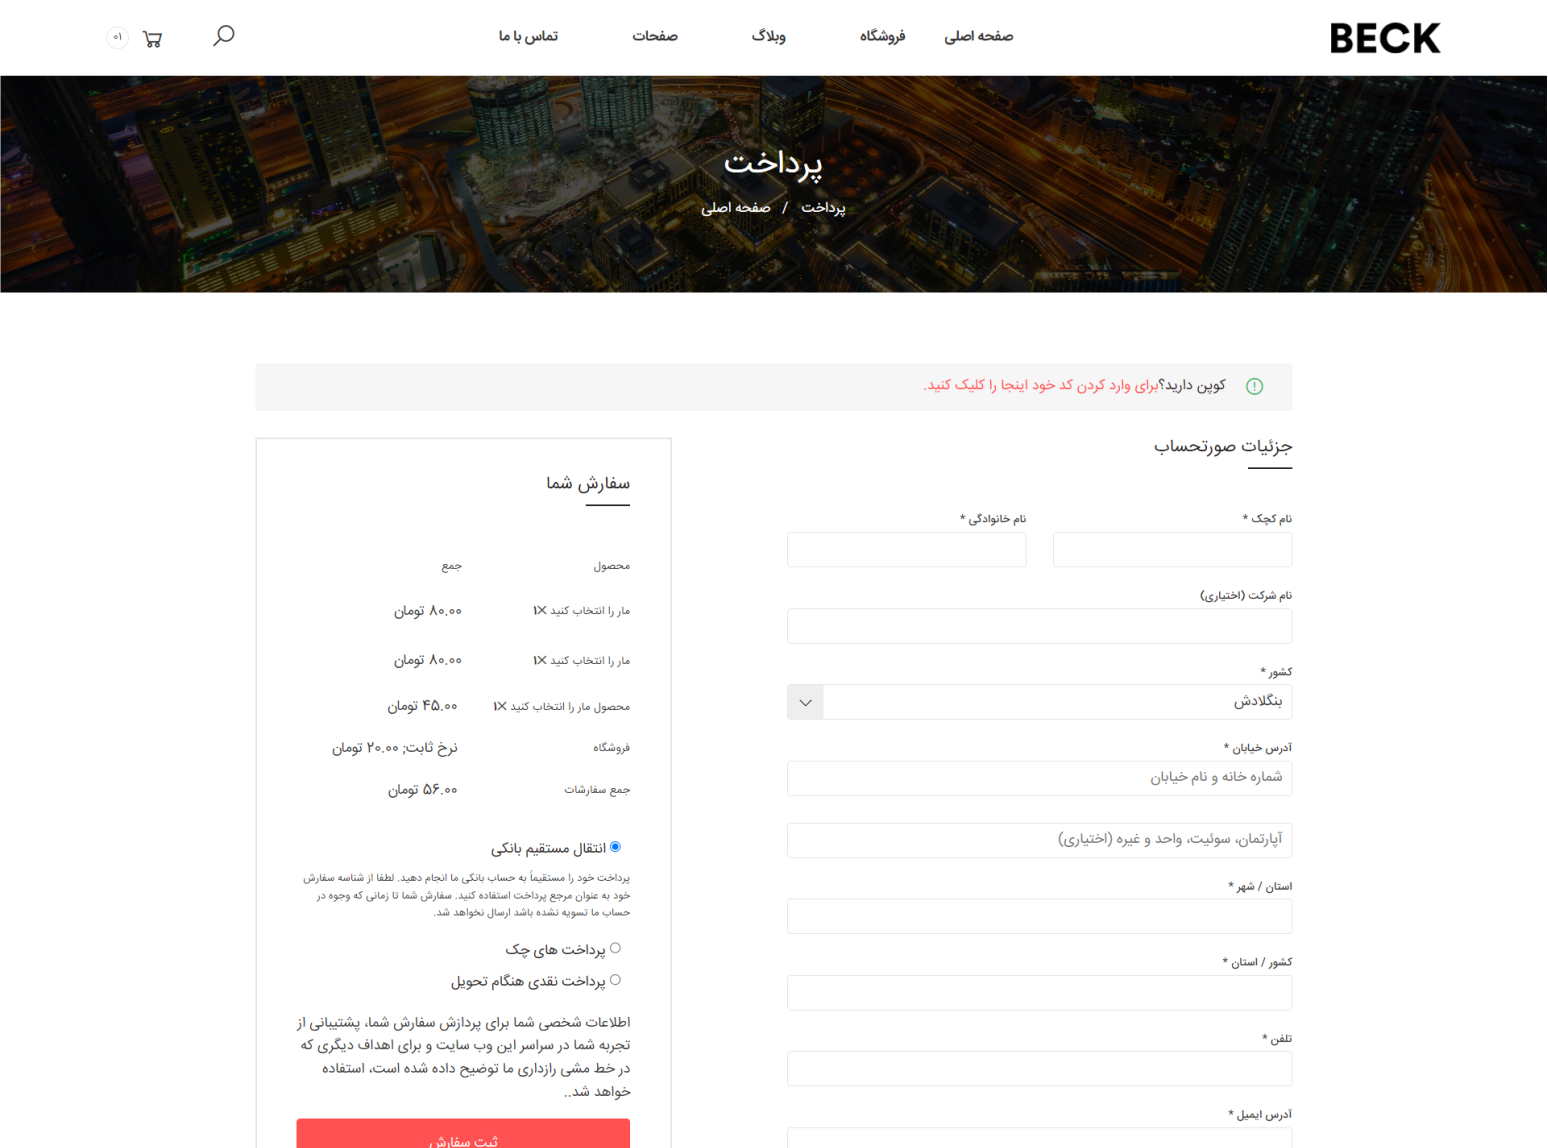 BECK
صفحه اصلی
فروشگاه
وبلاگ
صفحات
تماس با ما
۰۱
پرداخت
پرداخت / صفحه اصلی
کوپن دارید؟برای وارد کردن کد خود اینجا را کلیک کنید.
جزئیات صورتحساب
نام کچک *
نام خانوادگی *
نام شرکت (اختیاری)
کشور *
بنگلادش
آدرس خیابان *
شماره خانه و نام خیابان
آپارتمان، سوئیت، واحد و غیره (اختیاری)
استان / شهر *
کشور / استان *
تلفن *
آدرس ایمیل *
سفارش شما
محصول جمع
مار را انتخاب کنید ×۱ ۸۰.۰۰ تومان
مار را انتخاب کنید ×۱ ۸۰.۰۰ تومان
محصول مار را انتخاب کنید ×۱ ۴۵.۰۰ تومان
فروشگاه نرخ ثابت; ۲۰.۰۰ تومان
جمع سفارشات ۵۶.۰۰ تومان
انتقال مستقیم بانکی
پرداخت خود را مستقیماً به حساب بانکی ما انجام دهید. لطفا از شناسه سفارش
خود به عنوان مرجع پرداخت استفاده کنید. سفارش شما تا زمانی که وجوه در
حساب ما تسویه نشده باشد ارسال نخواهد شد.
پرداخت های چک
پرداخت نقدی هنگام تحویل
اطلاعات شخصی شما برای پردازش سفارش شما، پشتیبانی از
تجربه شما در سراسر این وب سایت و برای اهداف دیگری که
در خط مشی رازداری ما توضیح داده شده است، استفاده
خواهد شد..
ثبت سفارش